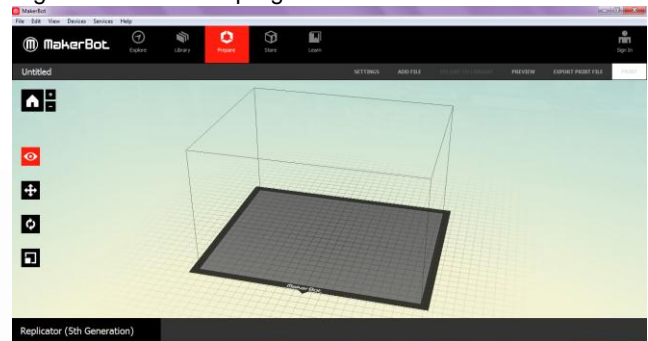 MakerBot
File Edit View Devices Services Help
MakerBot
Explore Library Prepare Store Learn Sign In
Untitled SETTINGS ADD FILE PREVIEW EXPORT PRINT FILE PRINT
MakerBot
Replicator (5th Generation)